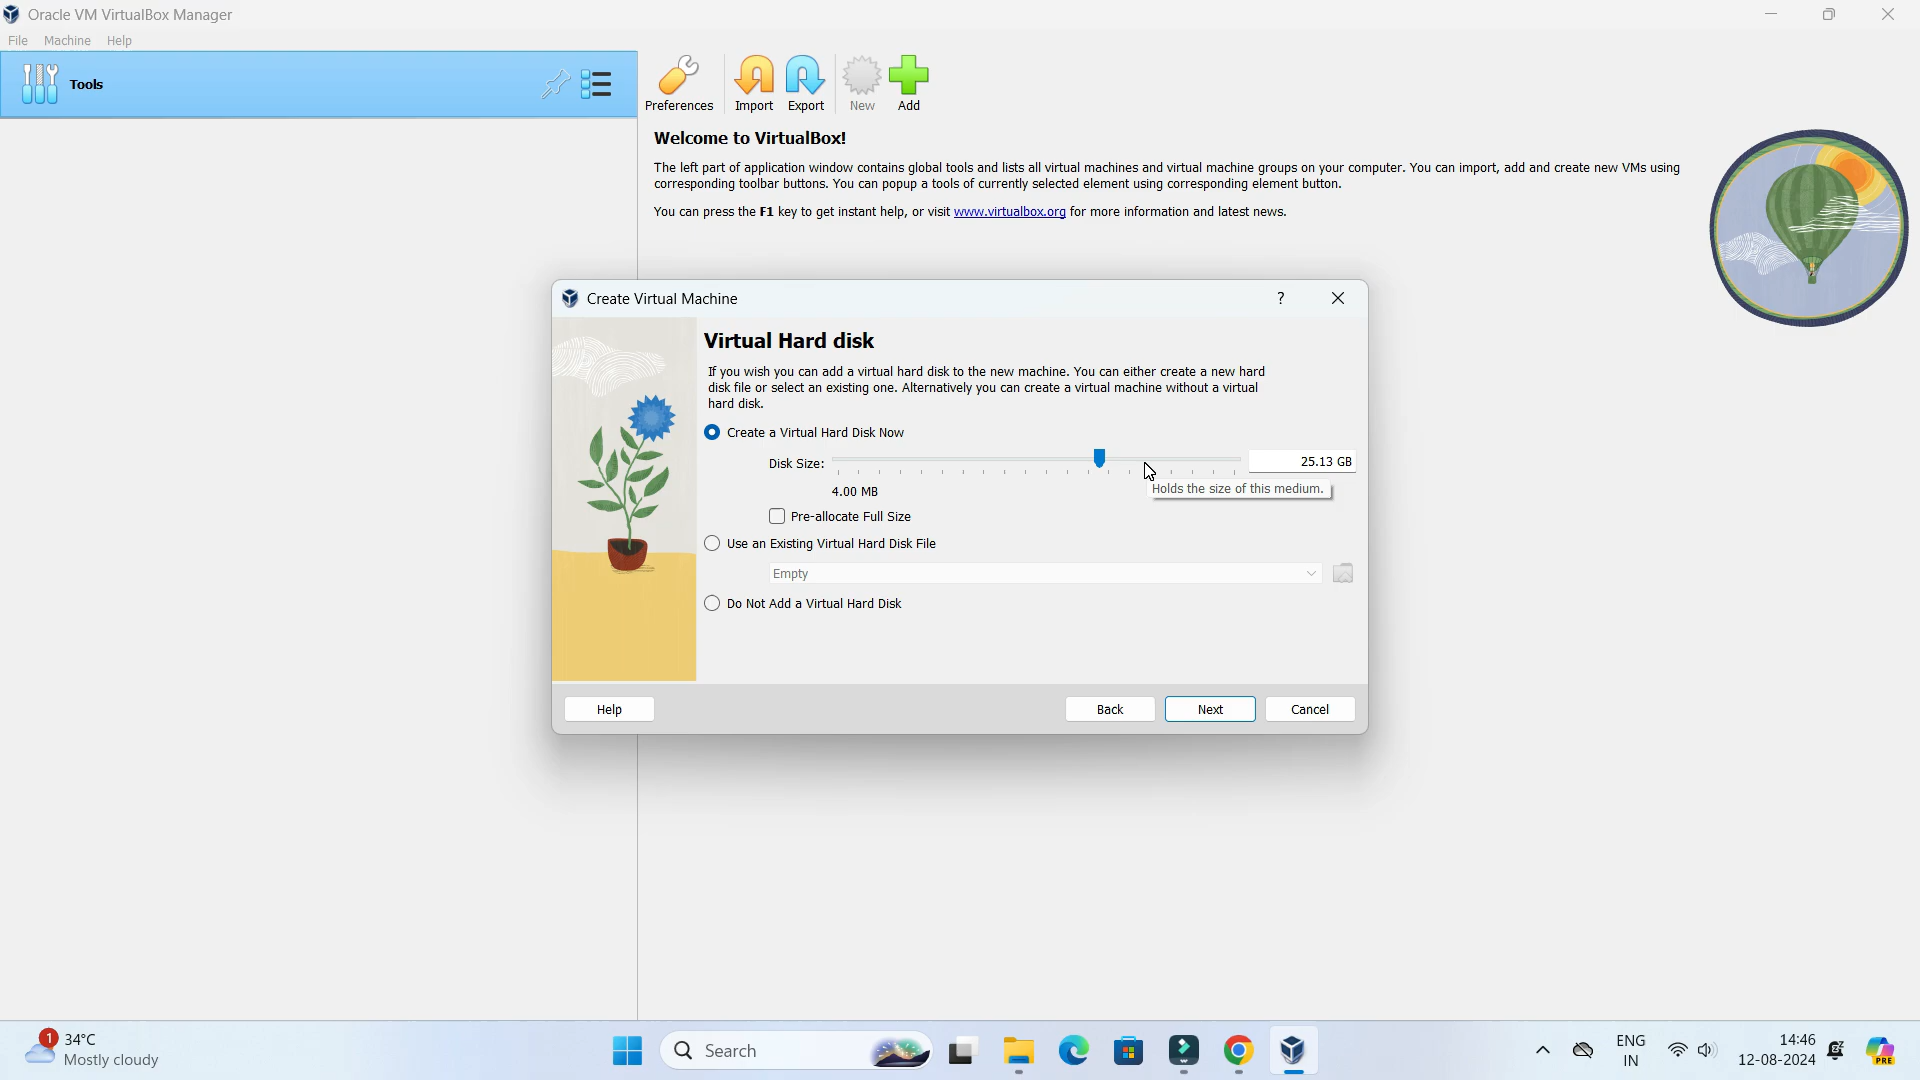 Oracle VM VirtualBox Manager
File Machine Help
Tools
Preferences Import Export New Add
Welcome to VirtualBox!
The left part of application window contains global tools and lists all virtual machines and virtual machine groups on your computer. You can import, add and create new VMs using
corresponding toolbar buttons. You can popup a tools of currently selected element using corresponding element button.
You can press the F1 key to get instant help, or visit www.virtualbox.org for more information and latest news.
Create Virtual Machine
?
Virtual Hard disk
If you wish you can add a virtual hard disk to the new machine. You can either create a new hard
disk file or select an existing one. Alternatively you can create a virtual machine without a virtual
hard disk.
Create a Virtual Hard Disk Now
Disk Size: 25.13 GB
4.00 MB
Holds the size of this medium.
Pre-allocate Full Size
Use an Existing Virtual Hard Disk File
Empty
Do Not Add a Virtual Hard Disk
Help Back Next Cancel
1 34°C
Mostly cloudy
Search
ENG
IN
14:46
12-08-2024
PRE